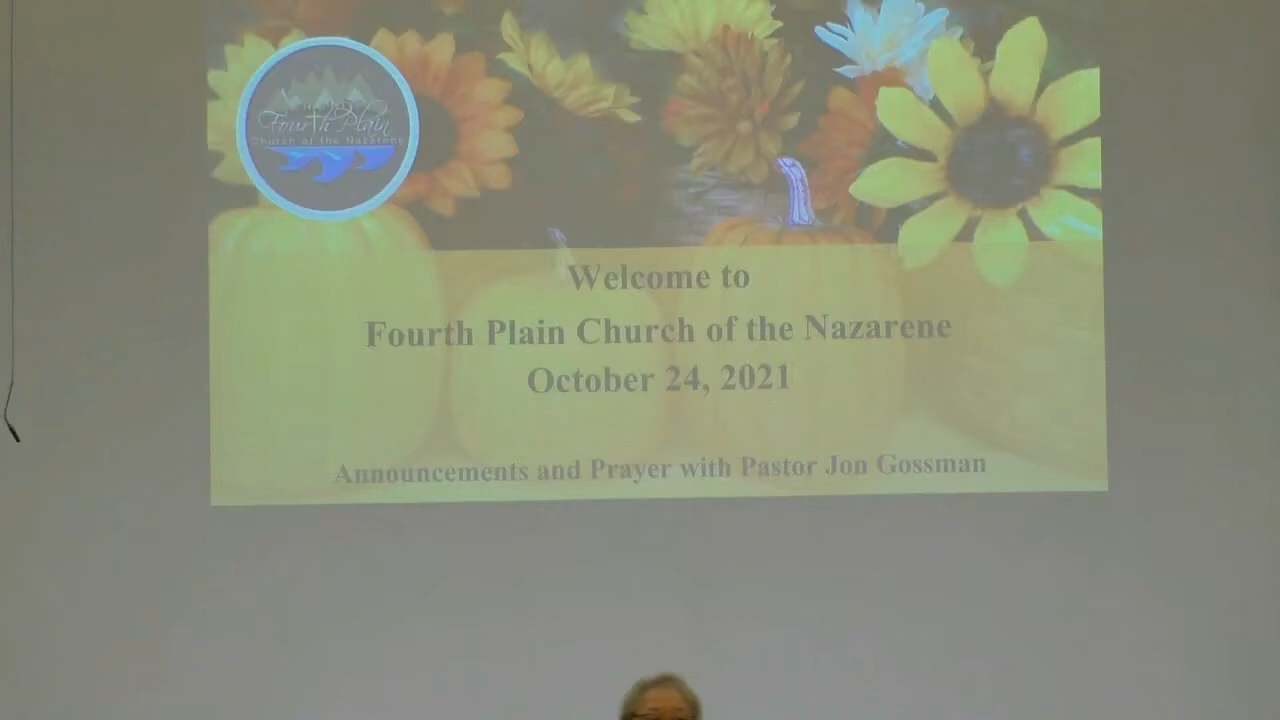 Fourth Plain
Church of the Nazarene
Welcome to
Fourth Plain Church of the Nazarene
October 24, 2021
Announcements and Prayer with Pastor Jon Gossman